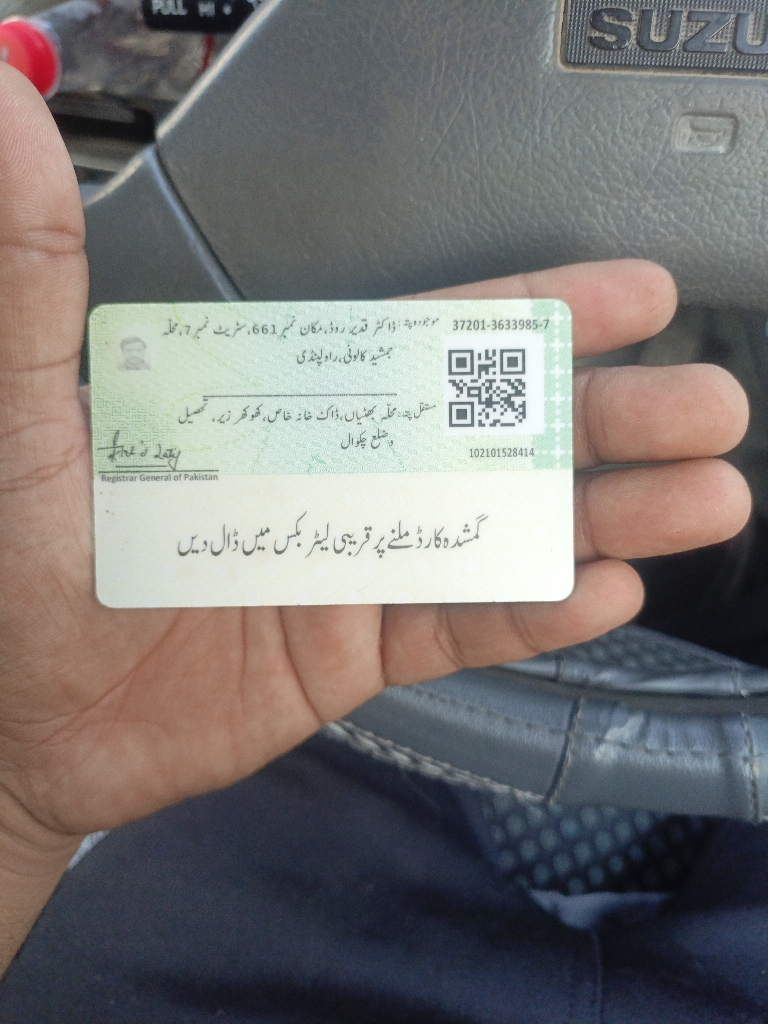 PULL
SUZU
موجودہ پتہ: ڈاکٹر قدیر روڈ، مکان نمبر 661، سٹریٹ نمبر 7، محلہ
37201-3633985-7
جمشید کالونی، راولپنڈی
مستقل پتہ: محلہ بھٹیاں، ڈاک خانہ خاص، کھوکھر زیر، تحصیل
و ضلع چکوال
102101528414
Registrar General of Pakistan
گمشدہ کارڈ ملنے پر قریبی لیٹر بکس میں ڈال دیں